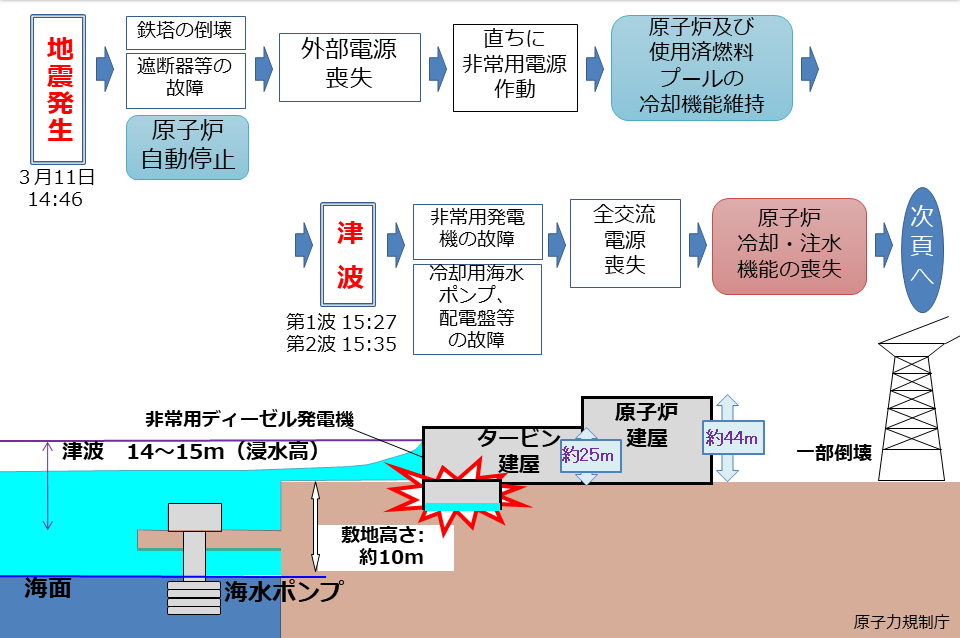 地震発生
3月11日
14:46
鉄塔の倒壊
遮断器等の
故障
原子炉
自動停止
外部電源
喪失
直ちに
非常用電源
作動
原子炉及び
使用済燃料
プールの
冷却機能維持
津波
第1波 15:27
第2波 15:35
非常用発電
機の故障
冷却用海水
ポンプ、
配電盤等
の故障
全交流
電源
喪失
原子炉
冷却・注水
機能の喪失
次頁へ
非常用ディーゼル発電機
津波 14～15m（浸水高）
タービン
建屋
約25m
原子炉
建屋
約44m
一部倒壊
敷地高さ:
約10m
海面
海水ポンプ
原子力規制庁